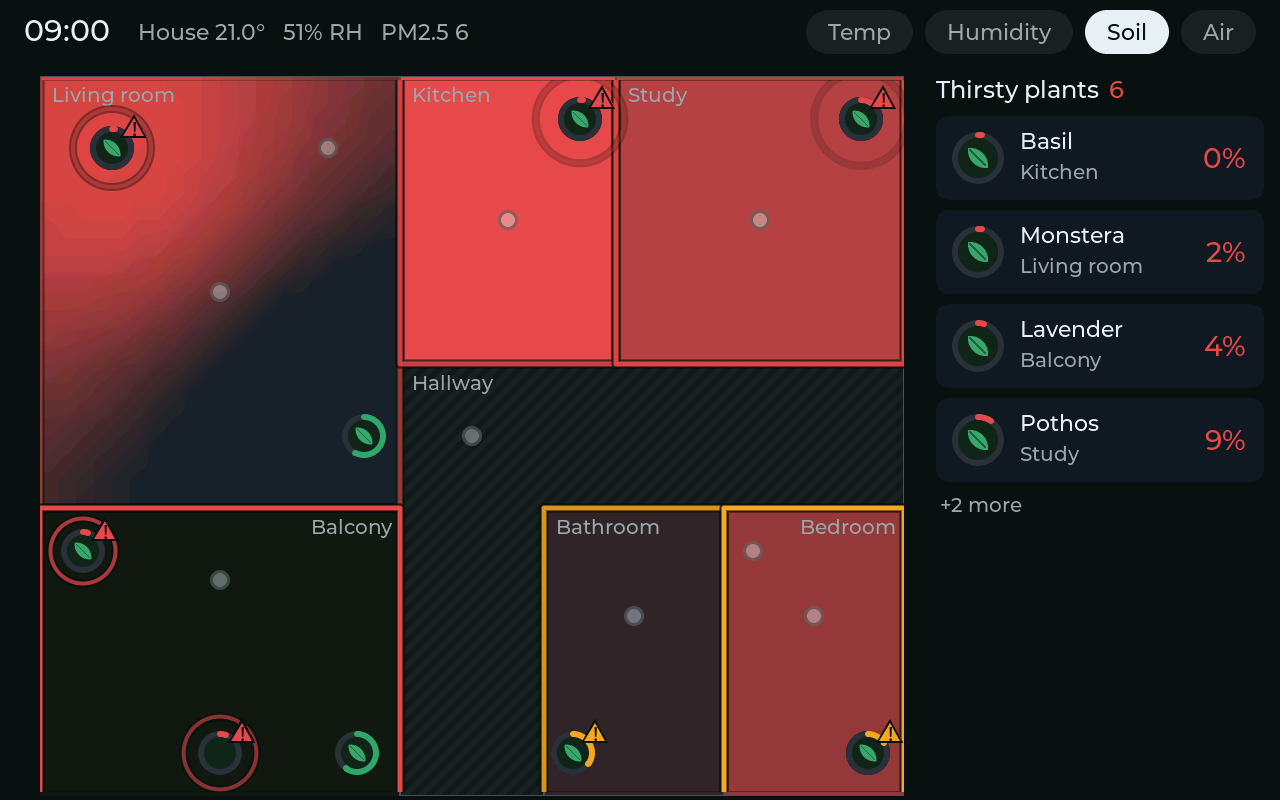 09:00 House 21.0° 51% RH PM2.5 6
Temp Humidity Soil Air
Living room
Kitchen
Study
Hallway
Balcony
Bathroom
Bedroom
Thirsty plants 6
Basil
Kitchen
0%
Monstera
Living room
2%
Lavender
Balcony
4%
Pothos
Study
9%
+2 more